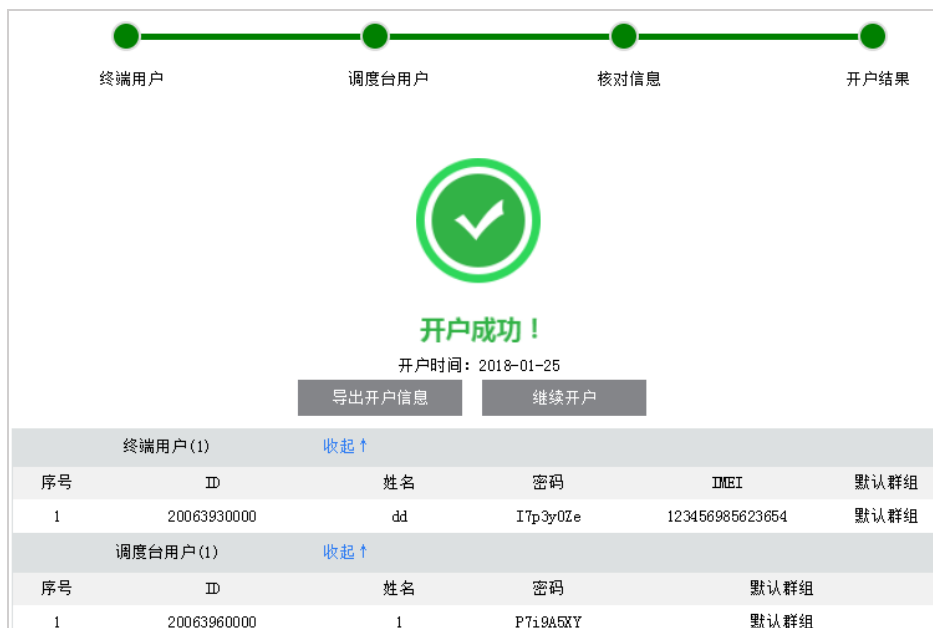 终端用户 调度台用户 核对信息 开户结果
开户成功！
开户时间：2018-01-25
导出开户信息 继续开户
终端用户(1) 收起↑
序号 ID 姓名 密码 IMEI 默认群组
1 20063930000 dd I7p3y0Ze 123456985623654 默认群组
调度台用户(1) 收起↑
序号 ID 姓名 密码 默认群组
1 20063960000 1 P7i9A5XY 默认群组